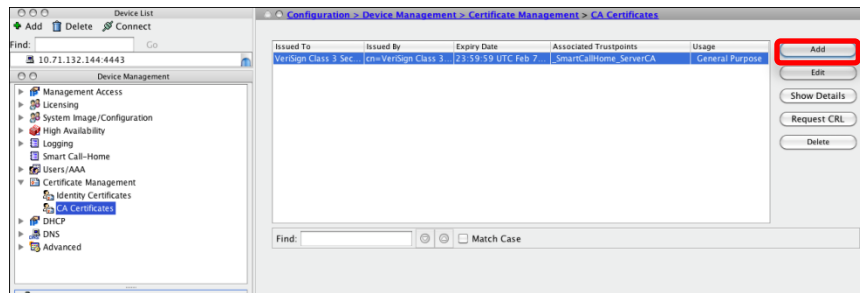 Device List
Add Delete Connect
Find: Go
10.71.132.144:4443
Device Management
Management Access
Licensing
System Image/Configuration
High Availability
Logging
Smart Call-Home
Users/AAA
Certificate Management
Identity Certificates
CA Certificates
DHCP
DNS
Advanced
Configuration > Device Management > Certificate Management > CA Certificates
Issued To Issued By Expiry Date Associated Trustpoints Usage
VeriSign Class 3 Sec... cn=VeriSign Class 3... 23:59:59 UTC Feb 7... _SmartCallHome_ServerCA General Purpose
Add
Edit
Show Details
Request CRL
Delete
Find: Match Case